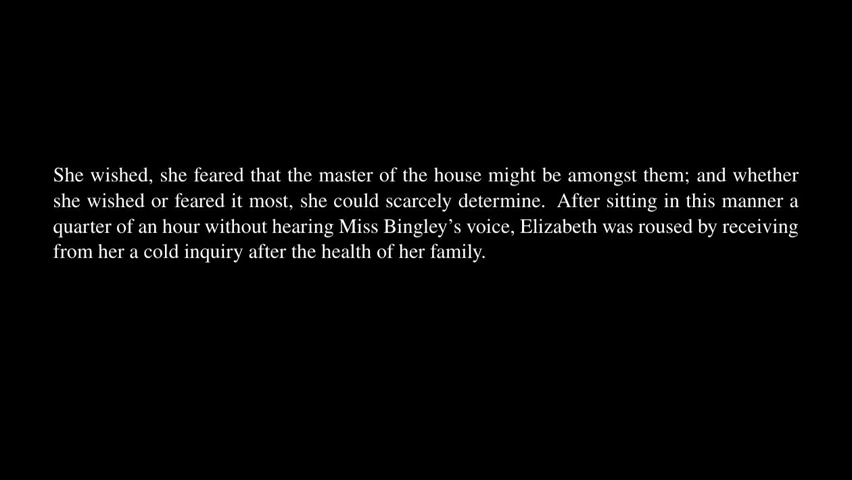 She wished, she feared that the master of the house might be amongst them; and whether
she wished or feared it most, she could scarcely determine. After sitting in this manner a
quarter of an hour without hearing Miss Bingley’s voice, Elizabeth was roused by receiving
from her a cold inquiry after the health of her family.